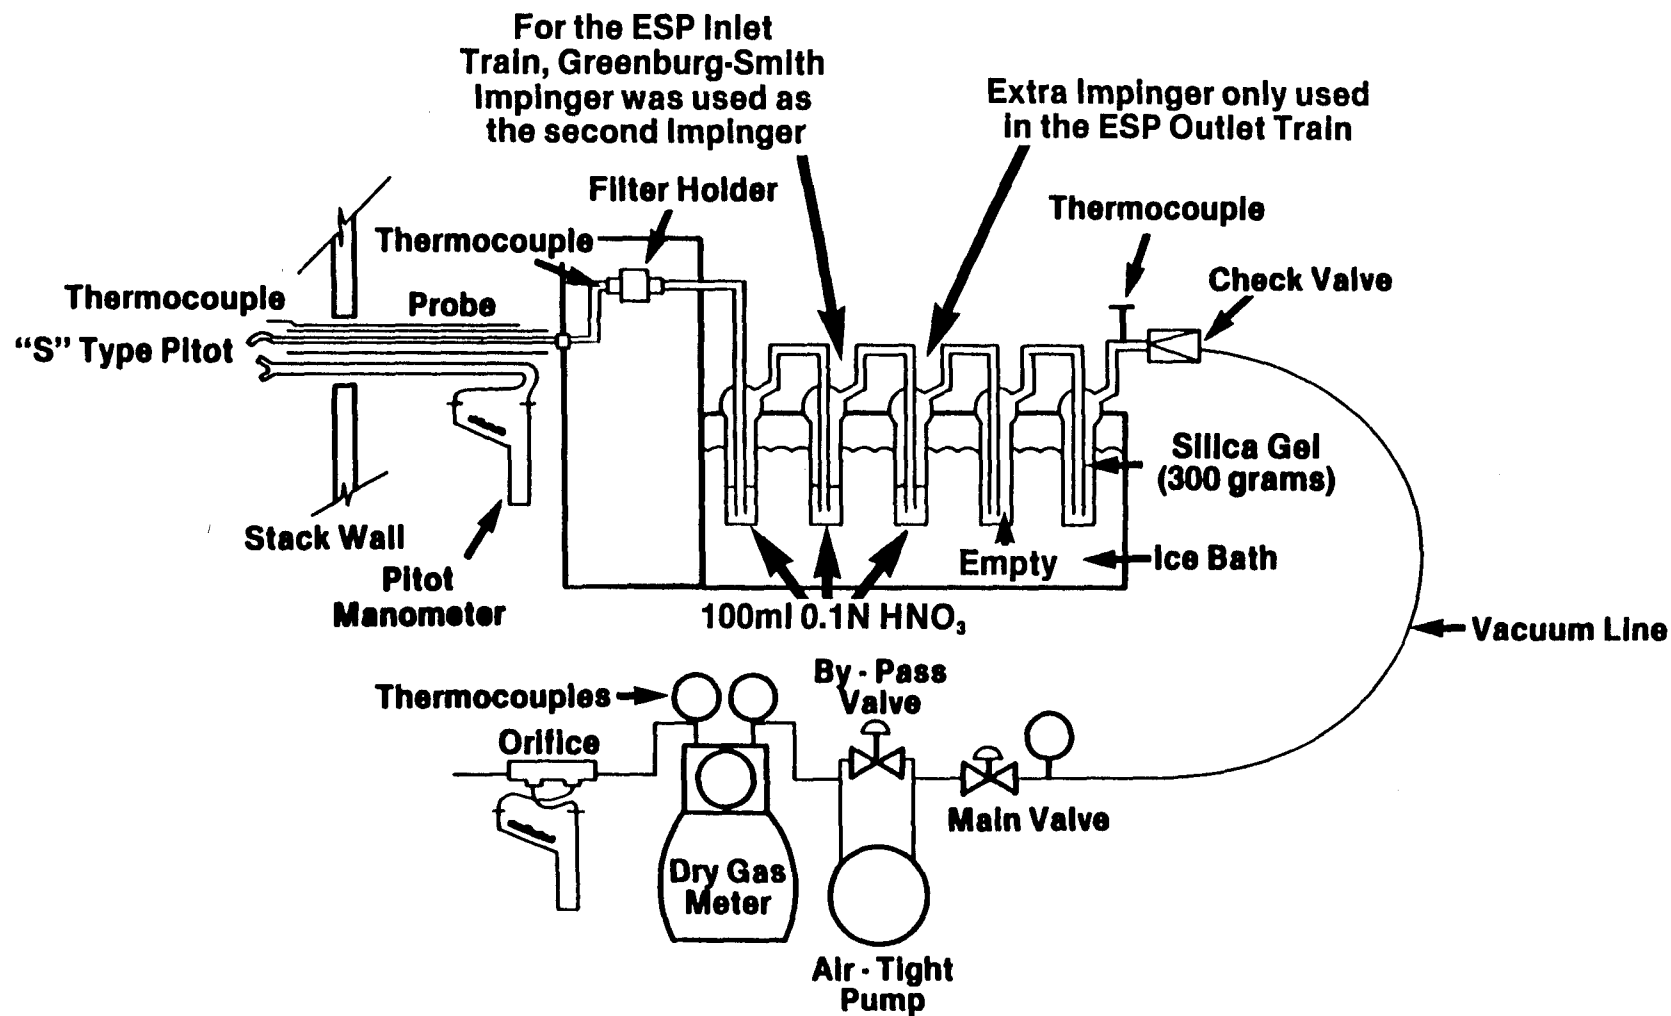 For the ESP Inlet
Train, Greenburg-Smith
Impinger was used as
the second Impinger
Extra Impinger only used
in the ESP Outlet Train
Filter Holder
Thermocouple
Thermocouple
Check Valve
Thermocouple
Probe
"S" Type Pitot
Silica Gel
(300 grams)
Stack Wall
Empty
Ice Bath
Pitot
Manometer
100ml 0.1N HNO₃
Vacuum Line
By - Pass
Valve
Thermocouples
Orifice
Main Valve
Dry Gas
Meter
Air - Tight
Pump